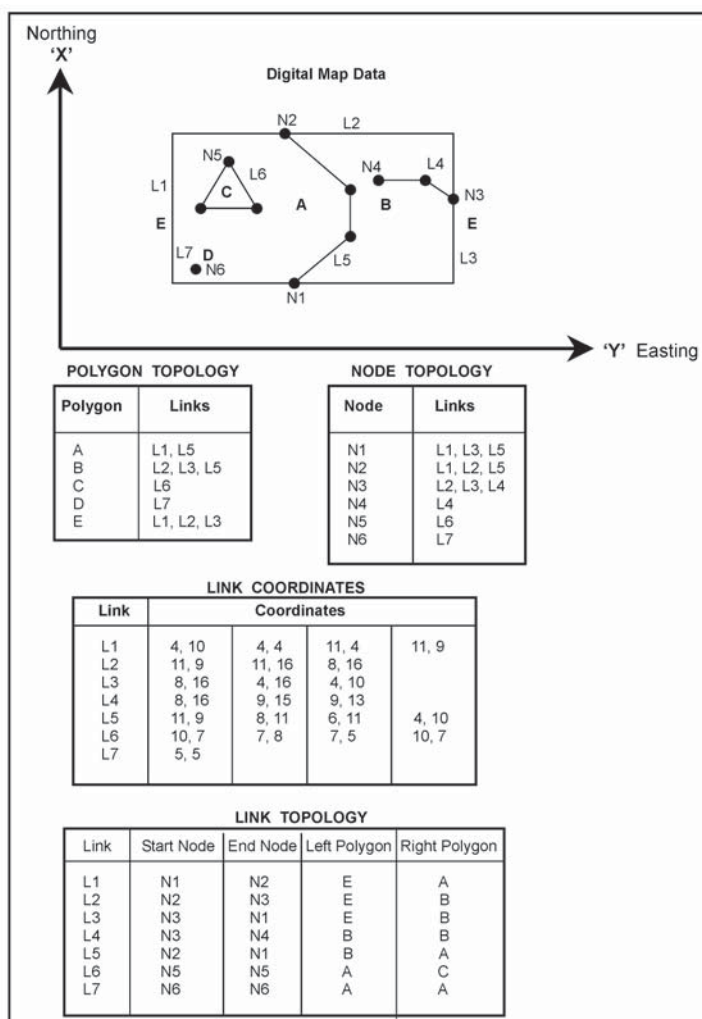 Northing
'X'
Digital Map Data
N2 L2
N5 L6 N4 L4
L1 C A B N3
E E
L7 D L5 L3
N6
N1
'Y' Easting
POLYGON TOPOLOGY
Polygon Links
A L1, L5
B L2, L3, L5
C L6
D L7
E L1, L2, L3
NODE TOPOLOGY
Node Links
N1 L1, L3, L5
N2 L1, L2, L5
N3 L2, L3, L4
N4 L4
N5 L6
N6 L7
LINK COORDINATES
Link Coordinates
L1 4, 10 4, 4 11, 4 11, 9
L2 11, 9 11, 16 8, 16
L3 8, 16 4, 16 4, 10
L4 8, 16 9, 15 9, 13
L5 11, 9 8, 11 6, 11 4, 10
L6 10, 7 7, 8 7, 5 10, 7
L7 5, 5
LINK TOPOLOGY
Link Start Node End Node Left Polygon Right Polygon
L1 N1 N2 E A
L2 N2 N3 E B
L3 N3 N1 E B
L4 N3 N4 B B
L5 N2 N1 B A
L6 N5 N5 A C
L7 N6 N6 A A